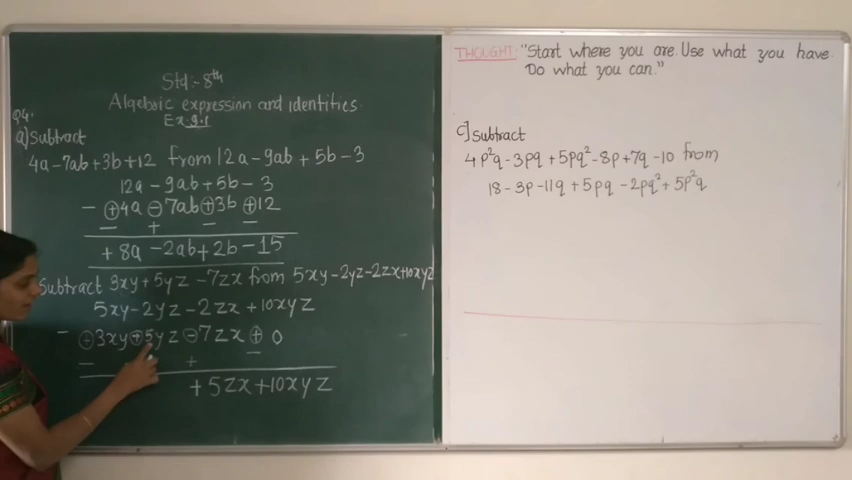 Std:- 8th
Algebraic expression and identities.
Ex.9.1
Q4.
a] Subtract
4a-7ab+3b+12 from 12a-9ab+5b-3
12a-9ab+5b-3
- ⊕4a ⊖7ab ⊕3b ⊕12
- + - -
+8a-2ab+2b-15
Subtract 3xy+5yz-7zx from 5xy-2yz-2zx+10xyz
5xy-2yz-2zx+10xyz
- ⊕3xy ⊕5yz ⊖7zx ⊕ 0
- + -
+5zx+10xyz
THOUGHT: "Start where you are. Use what you have.
Do what you can."
c] Subtract
4p²q-3pq+5pq²-8p+7q-10 from
18-3p-11q+5pq-2pq²+5p²q